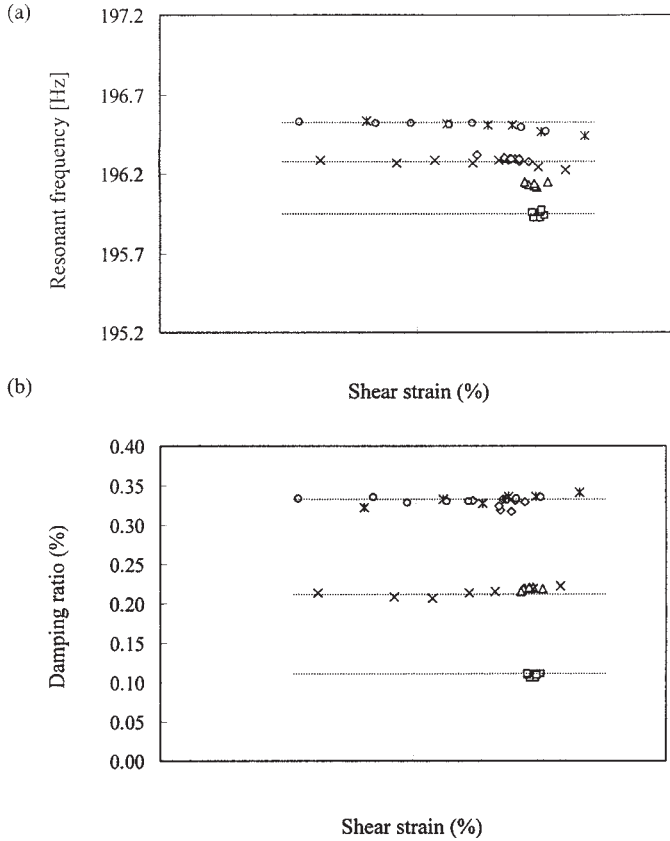 (a)
Resonant frequency [Hz]
197.2
196.7
196.2
195.7
195.2
Shear strain (%)
(b)
Damping ratio (%)
0.40
0.35
0.30
0.25
0.20
0.15
0.10
0.05
0.00
Shear strain (%)